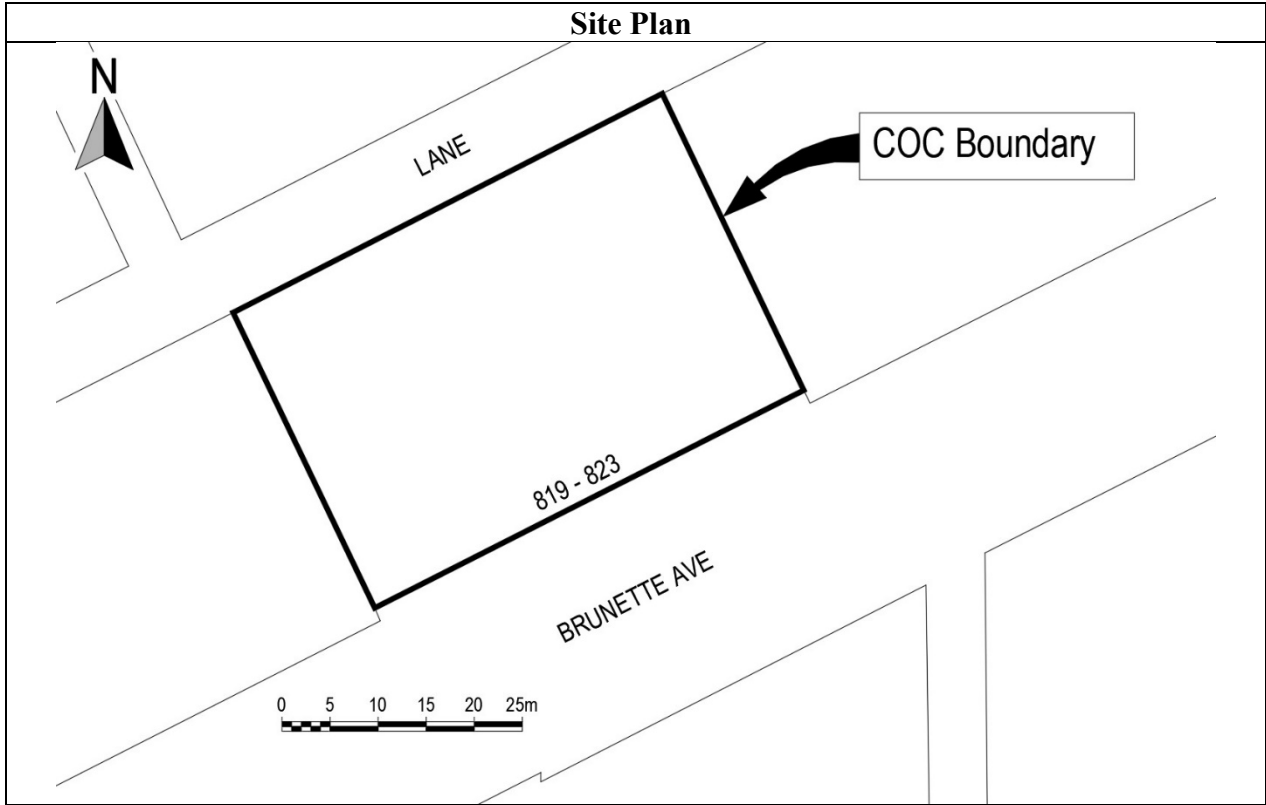 Site Plan
N
LANE
COC Boundary
819 - 823
BRUNETTE AVE
0 5 10 15 20 25m